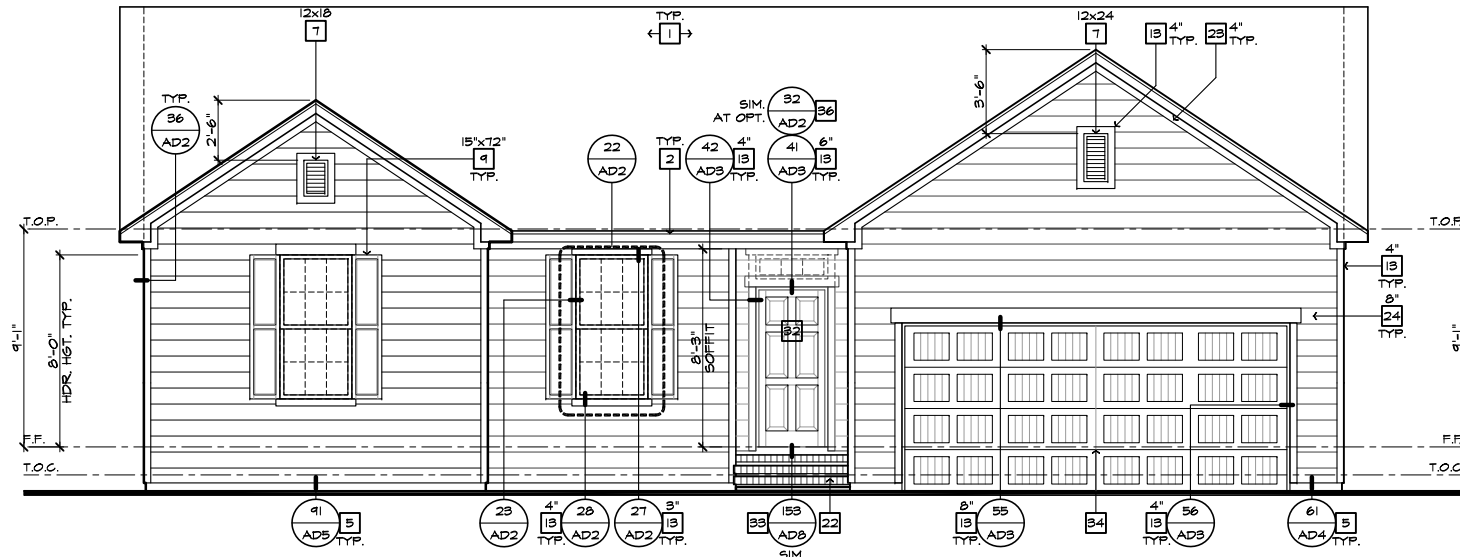 12x18
7
TYP.
1
12x24
7
13 4" TYP.
23 4" TYP.
TYP.
36
AD2
2'-6"
15"x72"
9
TYP.
22
AD2
TYP.
2
42
AD3
4"
13
TYP.
SIM.
AT OPT.
32
AD2
36
41
AD3
6"
13
TYP.
3'-6"
T.O.P.
9'-1"
8'-0"
HDR. HGT. TYP.
8'-3"
SOFFIT
32
4"
13
TYP.
8"
24
TYP.
9'-1"
F.F.
F.F.
T.O.C.
T.O.C
91
AD5
5
TYP.
23
AD2
4"
13
TYP.
28
AD2
27
AD2
3"
13
TYP.
33
153
AD8
SIM
22
8"
13
TYP.
55
AD3
34
4"
13
TYP.
56
AD3
61
AD4
5
TYP.